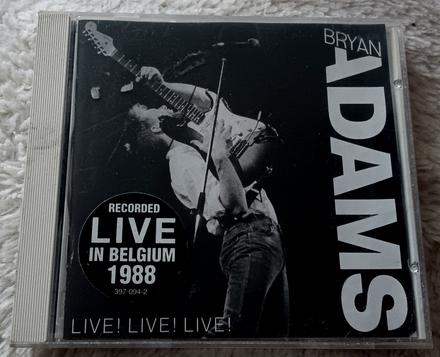 BRYAN
ADAMS
RECORDED
LIVE
IN BELGIUM
1988
397 094-2
LIVE! LIVE! LIVE!